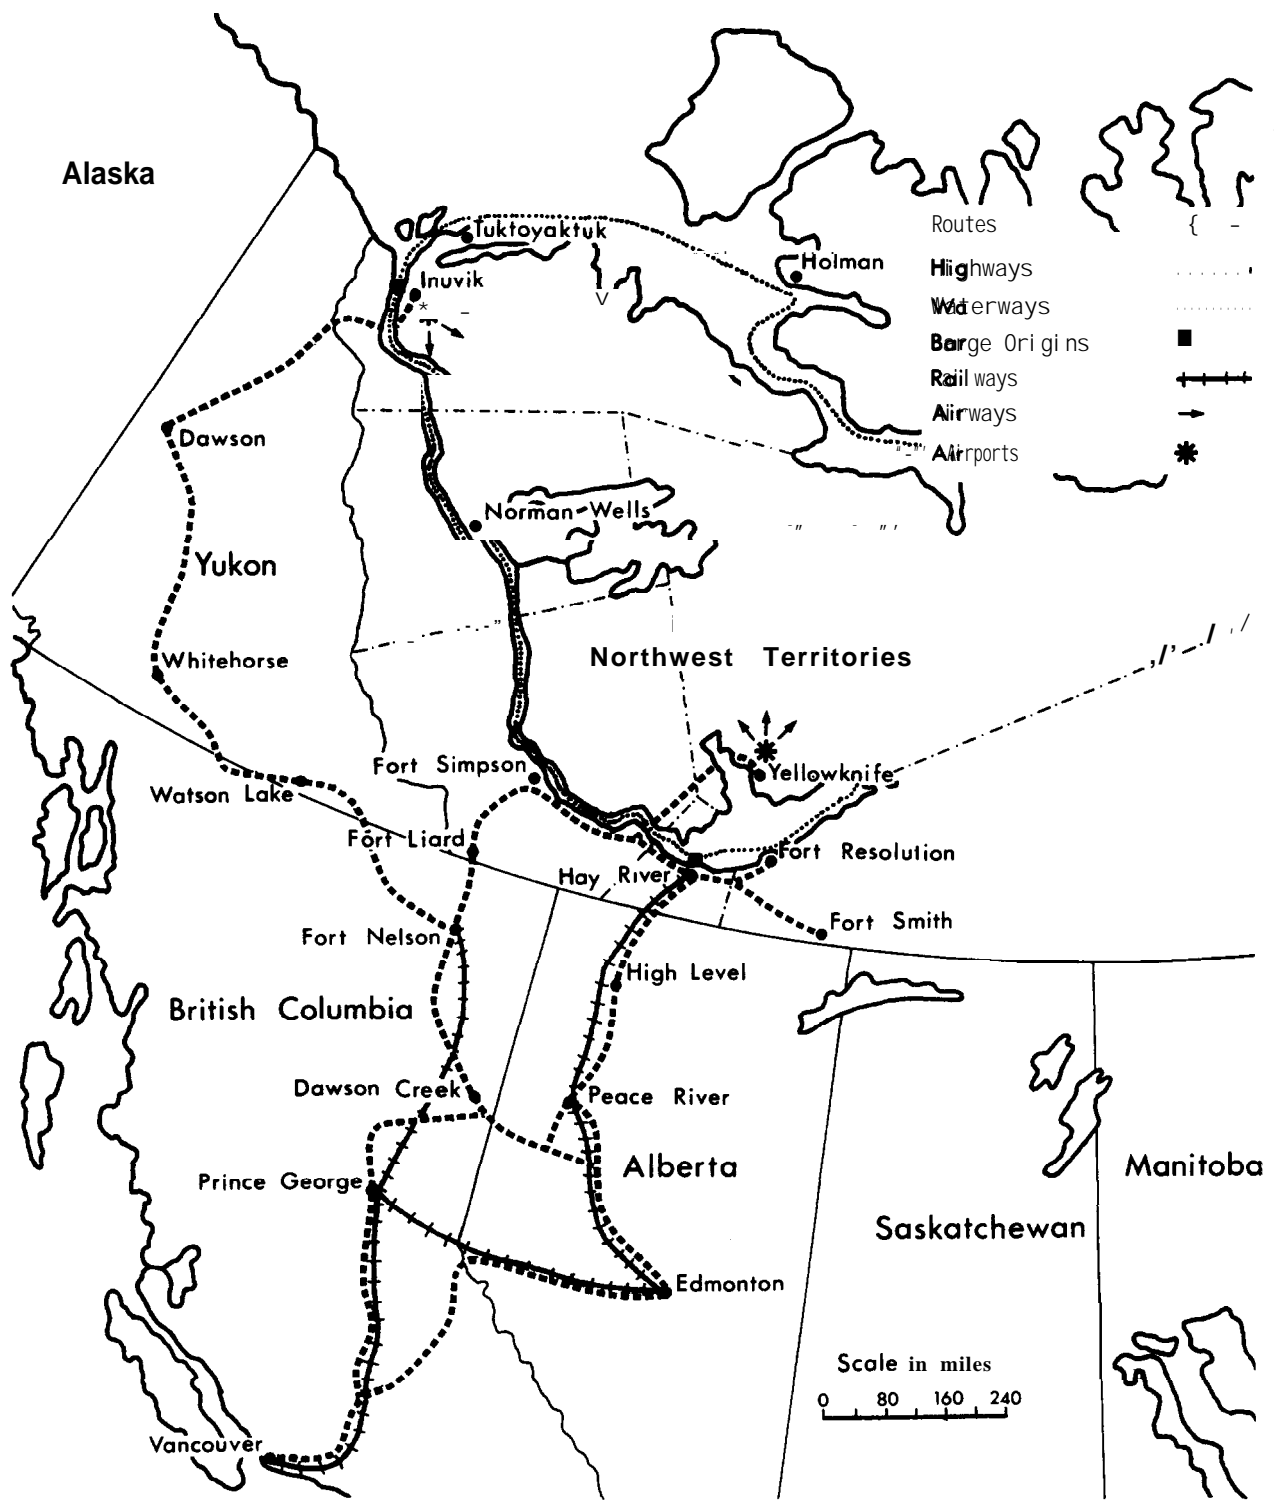 Alaska
Tuktoyaktuk
Inuvik
Holman
Routes
Highways
Waterways
Barge Origins
Railways
Airways
Airports
Dawson
Norman Wells
Yukon
Whitehorse
Northwest Territories
Fort Simpson
Yellowknife
Watson Lake
Fort Liard
Fort Resolution
Hay River
Fort Smith
Fort Nelson
High Level
British Columbia
Dawson Creek
Peace River
Alberta
Manitoba
Prince George
Saskatchewan
Edmonton
Scale in miles
0 80 160 240
Vancouver